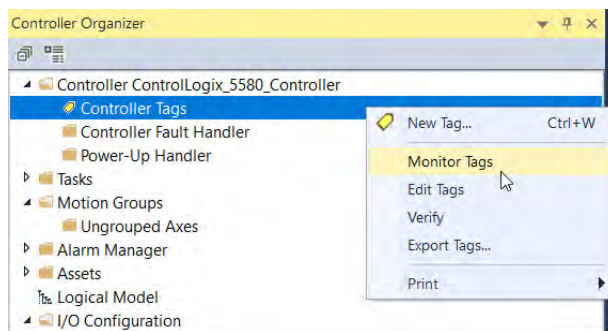 Controller Organizer
Controller ControlLogix_5580_Controller
Controller Tags
Controller Fault Handler
Power-Up Handler
Tasks
Motion Groups
Ungrouped Axes
Alarm Manager
Assets
Logical Model
I/O Configuration
New Tag... Ctrl+W
Monitor Tags
Edit Tags
Verify
Export Tags...
Print